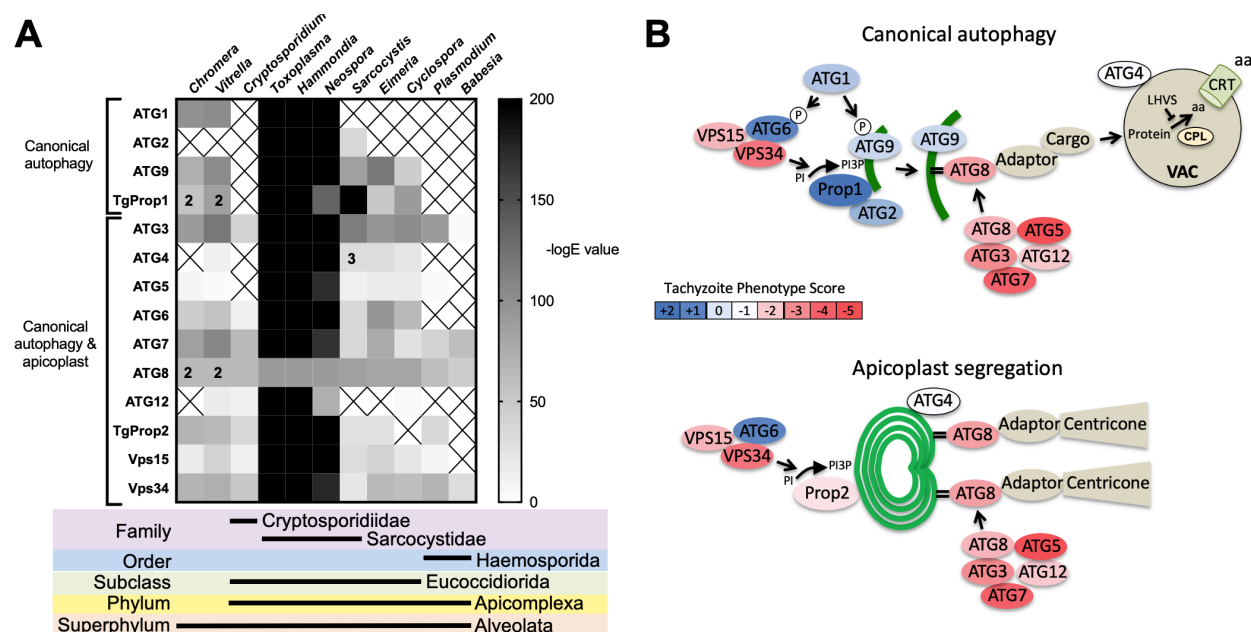 A
Chromera
Vitrella
Cryptosporidium
Toxoplasma
Hammondia
Neospora
Sarcocystis
Eimeria
Cyclospora
Plasmodium
Babesia
Canonical
autophagy
Canonical
autophagy &
apicoplast
ATG1
ATG2
ATG9
TgProp1 2 2
ATG3
ATG4 3
ATG5
ATG6
ATG7
ATG8 2 2
ATG12
TgProp2
Vps15
Vps34
200
150
100
50
0
-logE value
Family
Cryptosporidiidae
Sarcocystidae
Order Haemosporida
Subclass Eucoccidiorida
Phylum Apicomplexa
Superphylum Alveolata
B
Canonical autophagy
ATG1
P
P
VPS15
ATG6
VPS34
PI
PI3P
ATG9
Prop1
ATG2
ATG9
ATG8
Adaptor
Cargo
ATG8
ATG5
ATG3
ATG12
ATG7
ATG4
aa
CRT
LHVS
aa
Protein
CPL
VAC
Tachyzoite Phenotype Score
+2 +1 0 -1 -2 -3 -4 -5
Apicoplast segregation
VPS15
ATG6
VPS34
PI
PI3P
Prop2
ATG4
ATG8
Adaptor
Centricone
ATG8
Adaptor
Centricone
ATG8
ATG5
ATG3
ATG12
ATG7